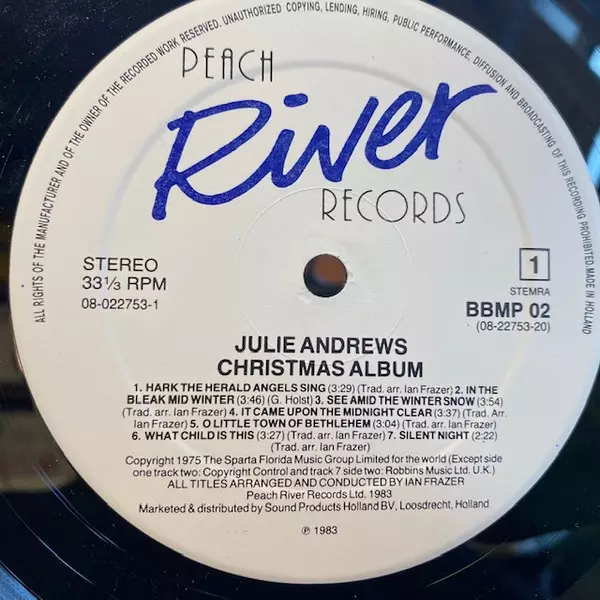 ALL RIGHTS OF THE MANUFACTURER AND OF THE OWNER OF THE RECORDED WORK RESERVED. UNAUTHORIZED COPYING, LENDING, HIRING, PUBLIC PERFORMANCE, DIFFUSION AND BROADCASTING OF THIS RECORDING PROHIBITED. MADE IN HOLLAND
PEACH
River
RECORDS
STEREO
33 1/3 RPM
08-022753-1
1
STEMRA
BBMP 02
(08-22753-20)
JULIE ANDREWS
CHRISTMAS ALBUM
1. HARK THE HERALD ANGELS SING (3:29) (Trad. arr. Ian Frazer) 2. IN THE
BLEAK MID WINTER (3:46) (G. Holst) 3. SEE AMID THE WINTER SNOW (3:54)
(Trad. arr. Ian Frazer) 4. IT CAME UPON THE MIDNIGHT CLEAR (3:37) (Trad. Arr.
Ian Frazer) 5. O LITTLE TOWN OF BETHLEHEM (3:04) (Trad. arr. Ian Frazer)
6. WHAT CHILD IS THIS (3:27) (Trad. arr. Ian Frazer) 7. SILENT NIGHT (2:22)
(Trad. arr. Ian Frazer)
Copyright 1975 The Sparta Florida Music Group Limited for the world (Except side
one track two: Copyright Control and track 7 side two: Robbins Music Ltd. U.K.)
ALL TITLES ARRANGED AND CONDUCTED BY IAN FRAZER
Peach River Records Ltd. 1983
Marketed & distributed by Sound Products Holland BV, Loosdrecht, Holland
℗ 1983